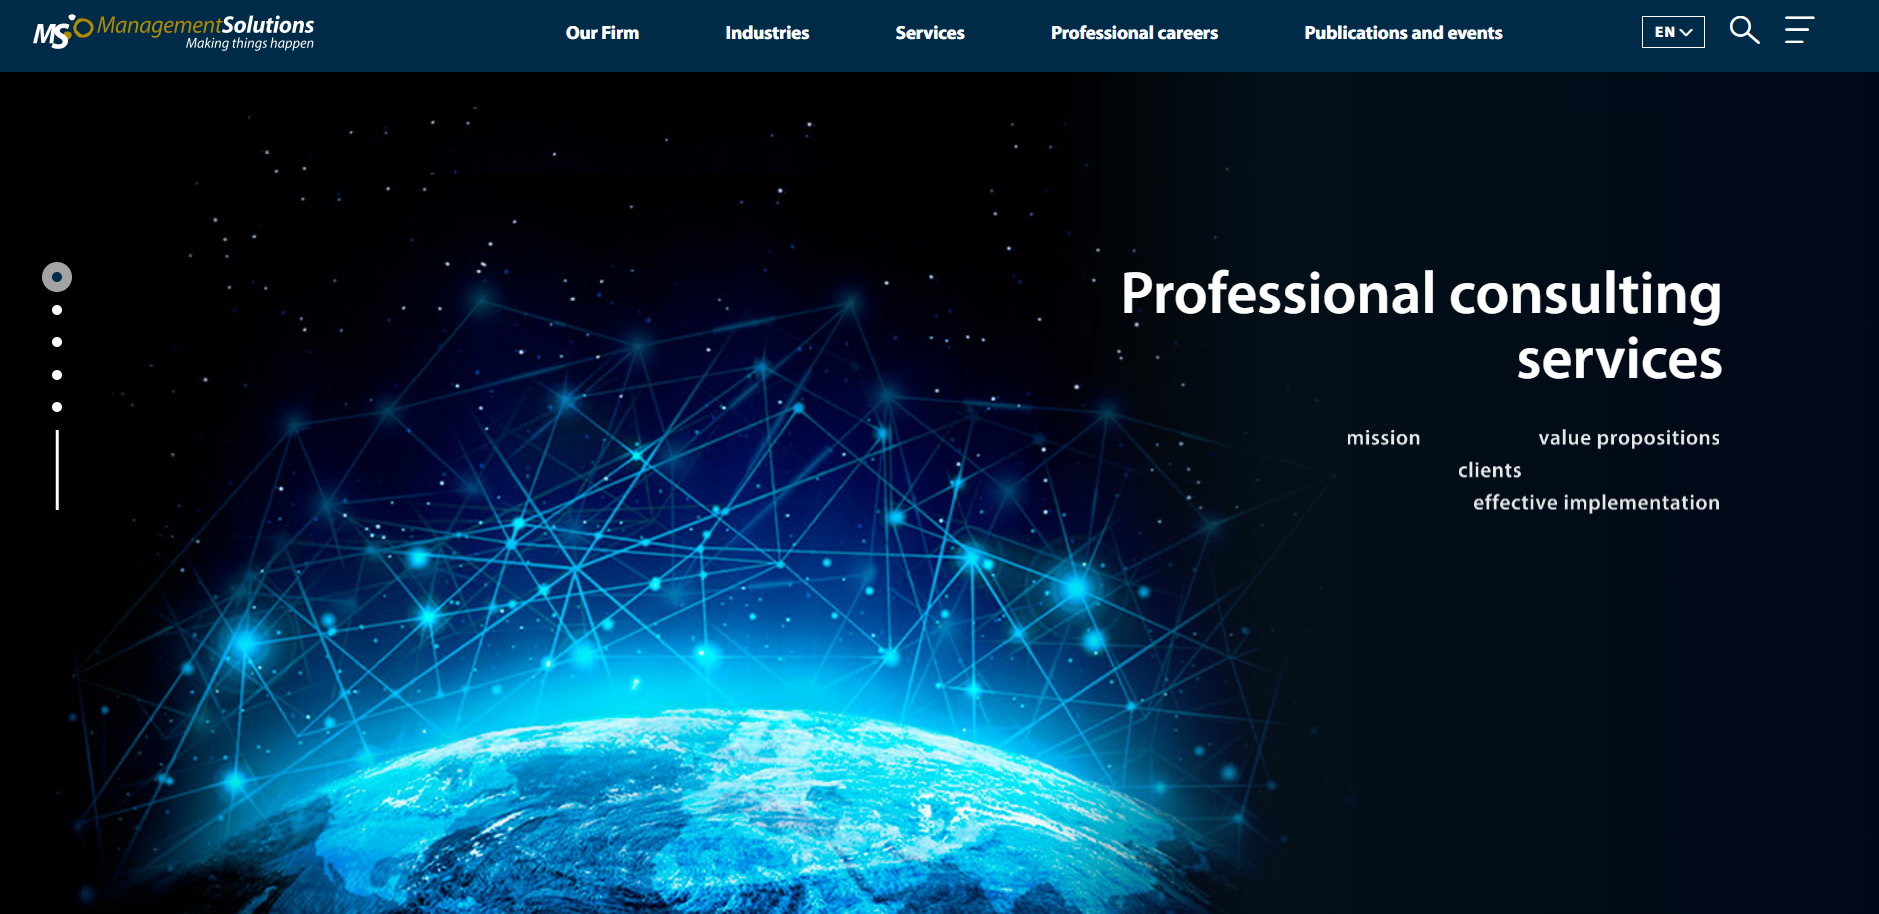 MS ManagementSolutions
Making things happen
Our Firm
Industries
Services
Professional careers
Publications and events
EN
Professional consulting
services
mission value propositions
clients
effective implementation